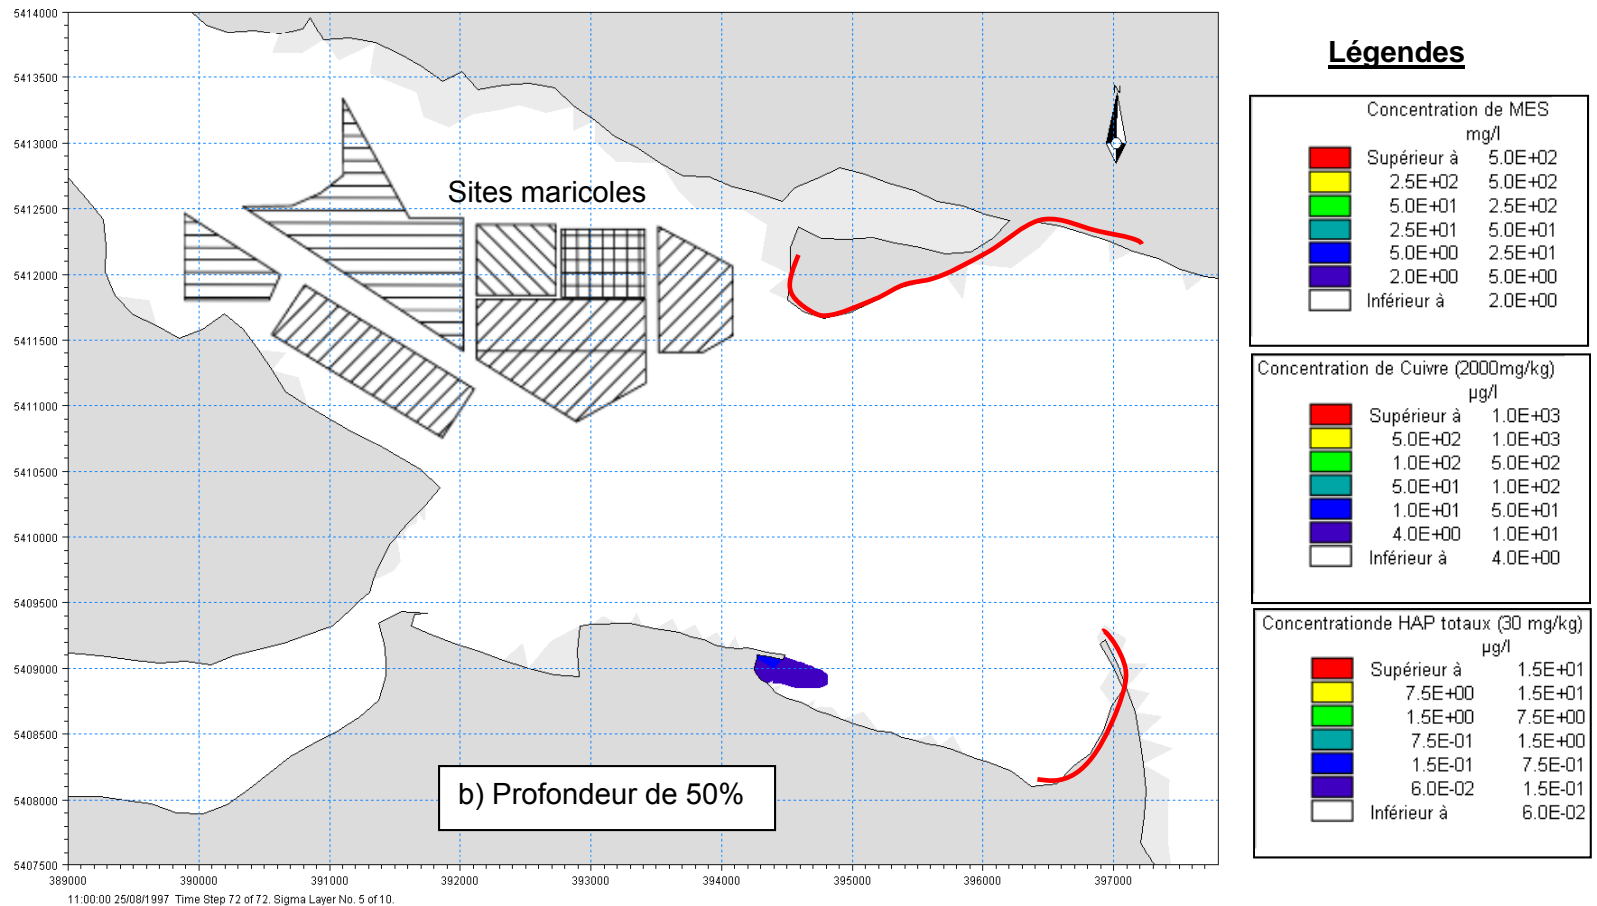 5414000
5413500
5413000
5412500
5412000
5411500
5411000
5410500
5410000
5409500
5409000
5408500
5408000
5407500
389000 390000 391000 392000 393000 394000 395000 396000 397000
11:00:00 25/08/1997 Time Step 72 of 72. Sigma Layer No. 5 of 10.
Sites maricoles
N
b) Profondeur de 50%
Légendes
Concentration de MES
mg/l
Supérieur à 5.0E+02
2.5E+02 5.0E+02
5.0E+01 2.5E+02
2.5E+01 5.0E+01
5.0E+00 2.5E+01
2.0E+00 5.0E+00
Inférieur à 2.0E+00
Concentration de Cuivre (2000mg/kg)
µg/l
Supérieur à 1.0E+03
5.0E+02 1.0E+03
1.0E+02 5.0E+02
5.0E+01 1.0E+02
1.0E+01 5.0E+01
4.0E+00 1.0E+01
Inférieur à 4.0E+00
Concentrationde HAP totaux (30 mg/kg)
µg/l
Supérieur à 1.5E+01
7.5E+00 1.5E+01
1.5E+00 7.5E+00
7.5E-01 1.5E+00
1.5E-01 7.5E-01
6.0E-02 1.5E-01
Inférieur à 6.0E-02